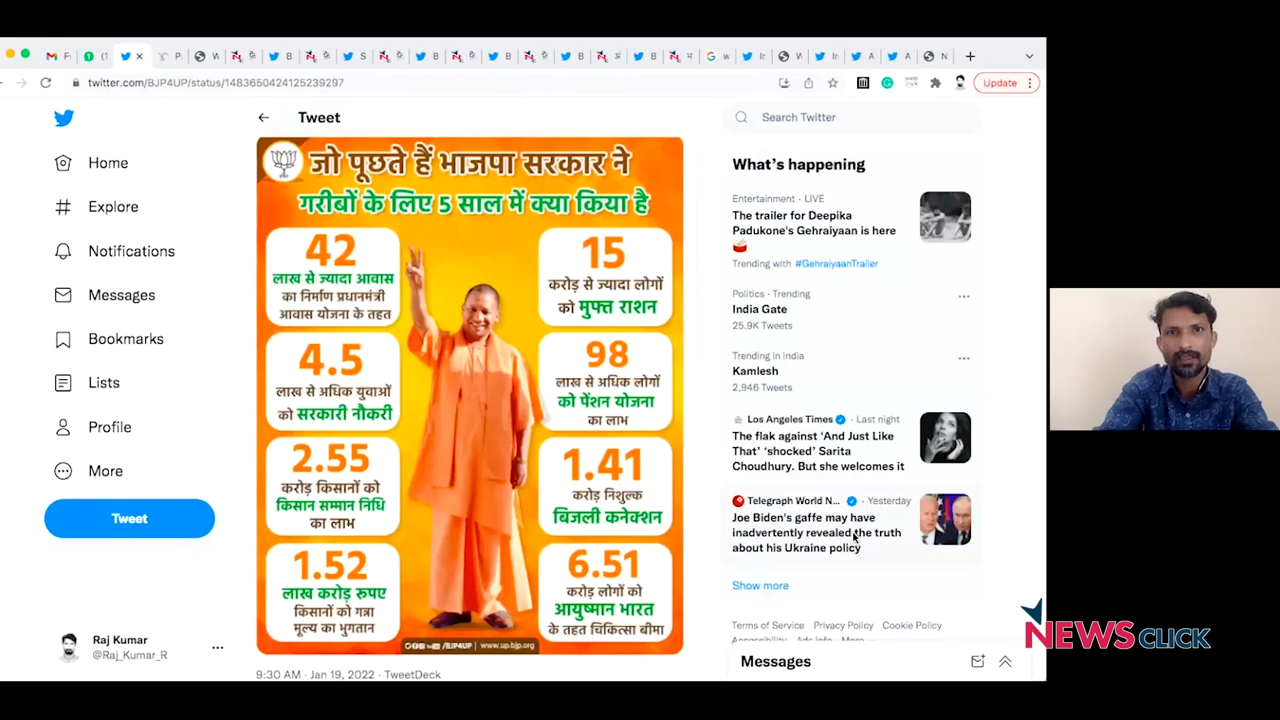 twitter.com/BJP4UP/status/1483650424125239297
Update
Home
Explore
Notifications
Messages
Bookmarks
Lists
Profile
More
Tweet
Raj Kumar
@Raj_Kumar_R
Tweet
जो पूछते हैं भाजपा सरकार ने
गरीबों के लिए 5 साल में क्या किया है
42
लाख से ज्यादा आवास
का निर्माण प्रधानमंत्री
आवास योजना के तहत
4.5
लाख से अधिक युवाओं
को सरकारी नौकरी
2.55
करोड़ किसानों को
किसान सम्मान निधि
का लाभ
1.52
लाख करोड़ रूपए
किसानों को गन्ना
मूल्य का भुगतान
15
करोड़ से ज्यादा लोगों
को मुफ्त राशन
98
लाख से अधिक लोगों
को पेंशन योजना
का लाभ
1.41
करोड़ निशुल्क
बिजली कनेक्शन
6.51
करोड़ लोगों को
आयुष्मान भारत
के तहत चिकित्सा बीमा
/BJP4UP | www.up.bjp.org
9:30 AM · Jan 19, 2022 · TweetDeck
Search Twitter
What's happening
Entertainment · LIVE
The trailer for Deepika
Padukone's Gehraiyaan is here
Trending with #GehraiyaanTrailer
Politics · Trending
India Gate
25.9K Tweets
Trending in India
Kamlesh
2,946 Tweets
Los Angeles Times · Last night
The flak against 'And Just Like
That' 'shocked' Sarita
Choudhury. But she welcomes it
Telegraph World N... · Yesterday
Joe Biden's gaffe may have
inadvertently revealed the truth
about his Ukraine policy
Show more
Terms of Service Privacy Policy Cookie Policy
Messages
NEWSCLICK